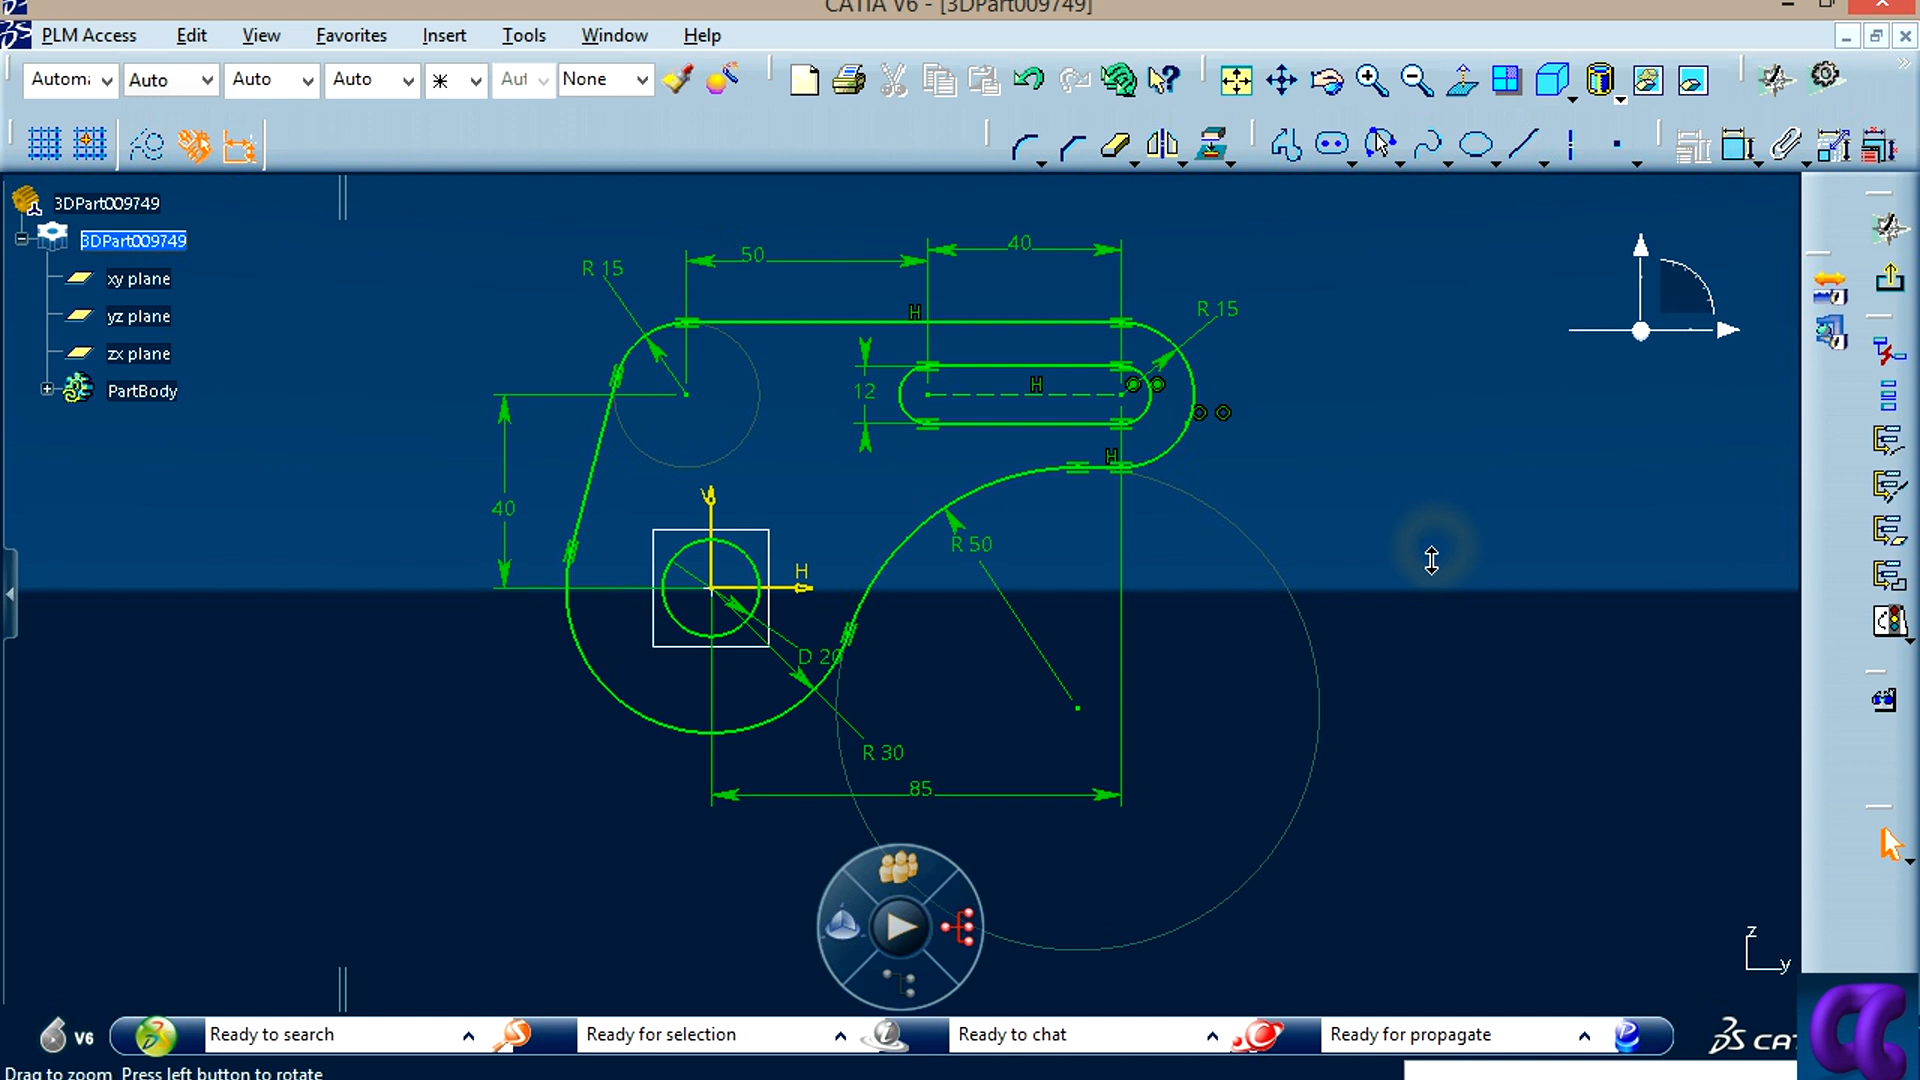 CATIA V6 - [3DPart009749]
PLM Access Edit View Favorites Insert Tools Window Help
Auto Auto Auto Aut None
3DPart009749
3DPart009749
xy plane
yz plane
zx plane
PartBody
50
40
R 15
R 15
H
H
12
H
40
V
H
R 50
D 20
R 30
85
z
y
V6 Ready to search Ready for selection Ready to chat Ready for propagate
Drag to zoom Press left button to rotate